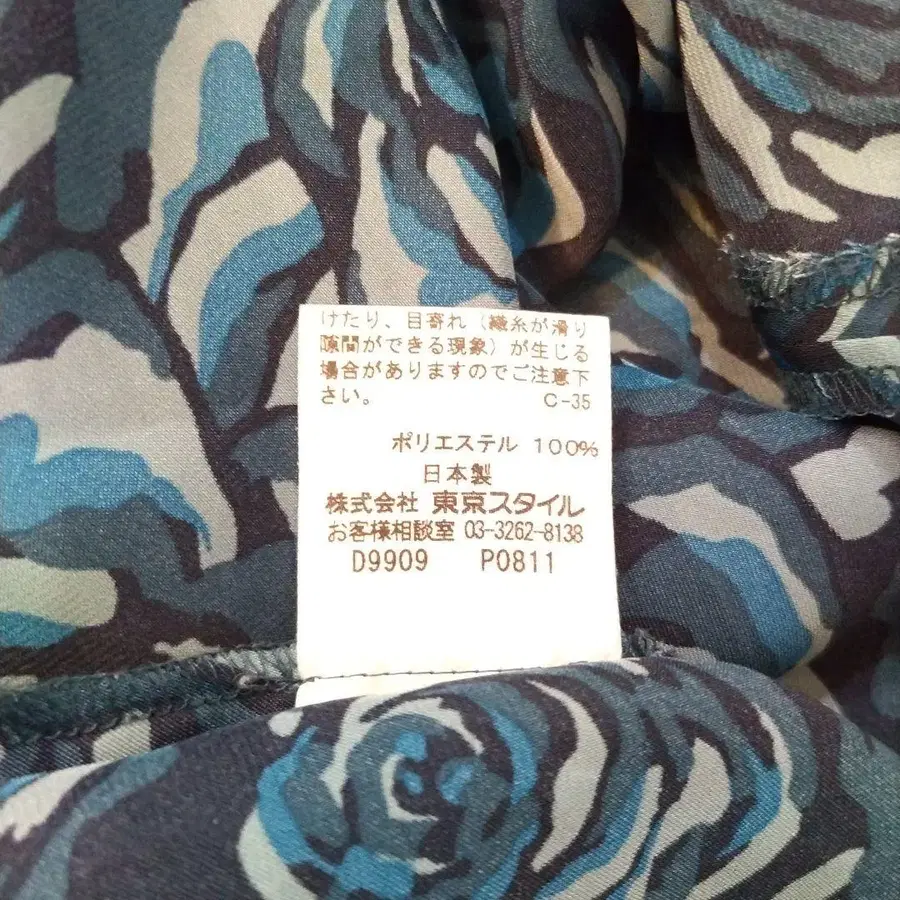 けたり、目寄れ（織糸が滑り
隙間ができる現象）が生じる
場合がありますのでご注意下
さい。 C-35
ポリエステル 100%
日本製
株式会社 東京スタイル
お客様相談室 03-3262-8138
D9909 P0811